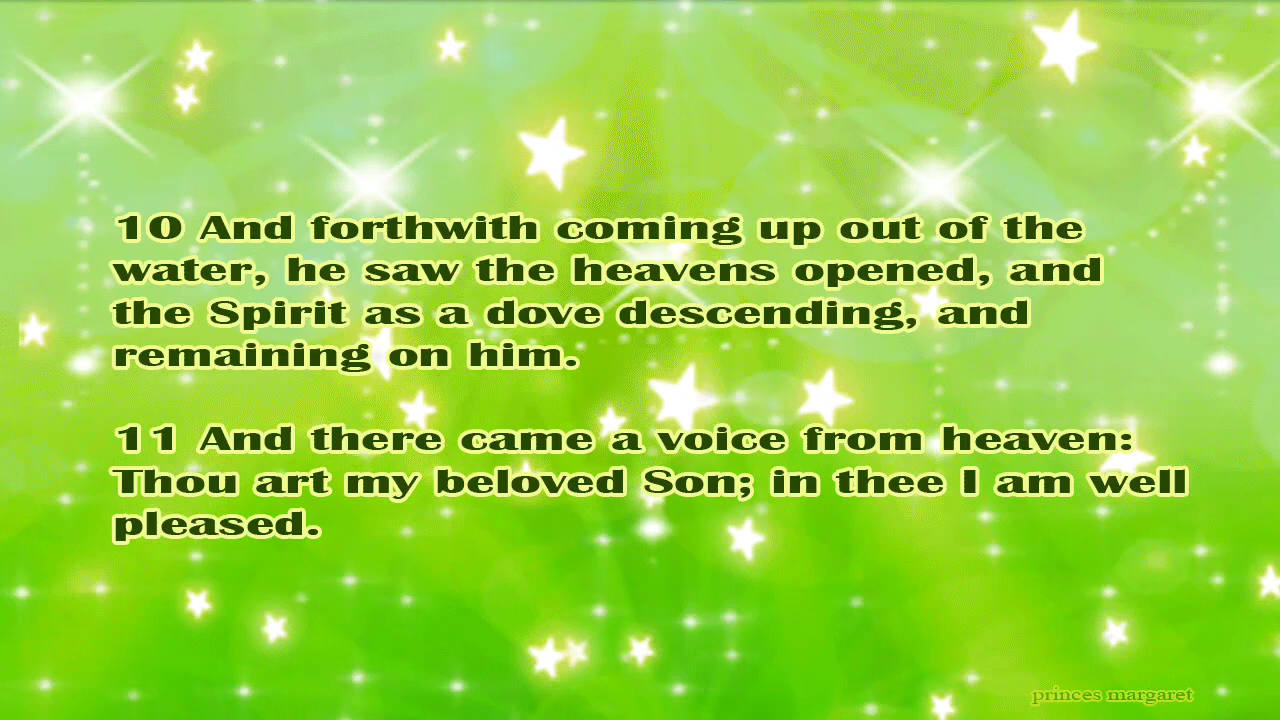 10 And forthwith coming up out of the
water, he saw the heavens opened, and
the Spirit as a dove descending, and
remaining on him.
11 And there came a voice from heaven:
Thou art my beloved Son; in thee I am well
pleased.
princes margaret